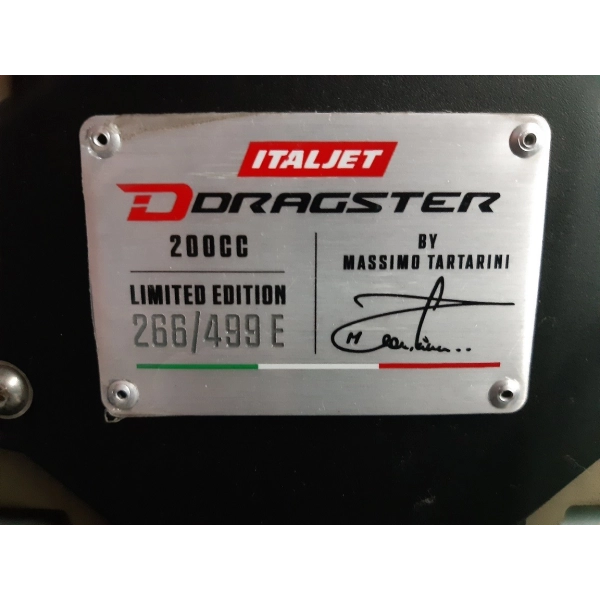 ITALJET
D DRAGSTER
200CC
LIMITED EDITION
266/499 E
BY
MASSIMO TARTARINI